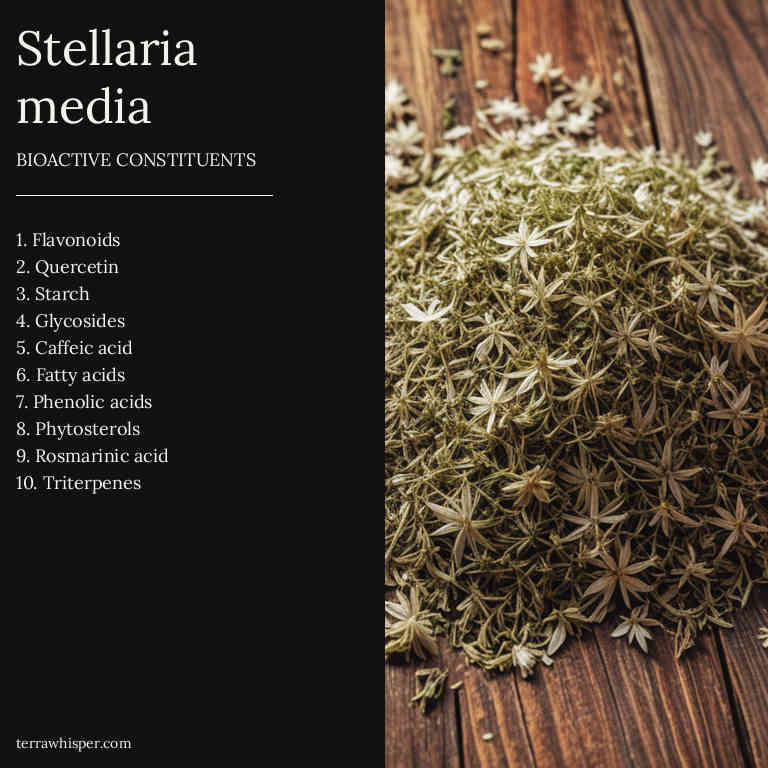 Stellaria
media
BIOACTIVE CONSTITUENTS
1. Flavonoids
2. Quercetin
3. Starch
4. Glycosides
5. Caffeic acid
6. Fatty acids
7. Phenolic acids
8. Phytosterols
9. Rosmarinic acid
10. Triterpenes
terrawhisper.com